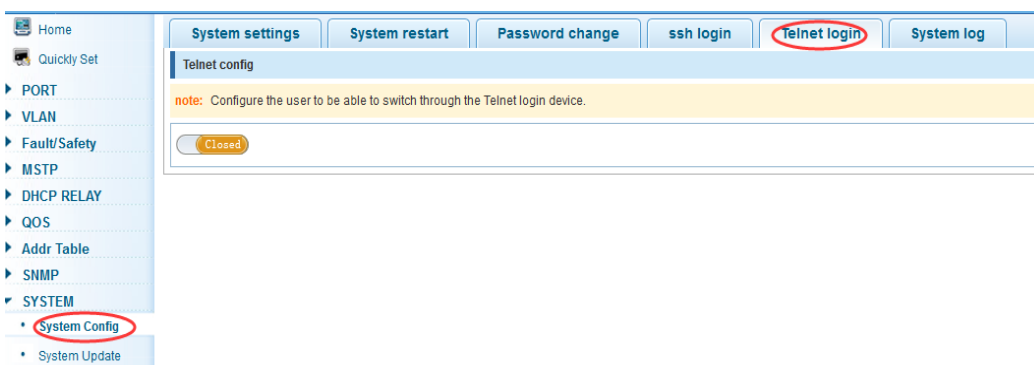 Home
Quickly Set
PORT
VLAN
Fault/Safety
MSTP
DHCP RELAY
QOS
Addr Table
SNMP
SYSTEM
System Config
System Update
System settings
System restart
Password change
ssh login
Telnet login
System log
Telnet config
note: Configure the user to be able to switch through the Telnet login device.
Closed